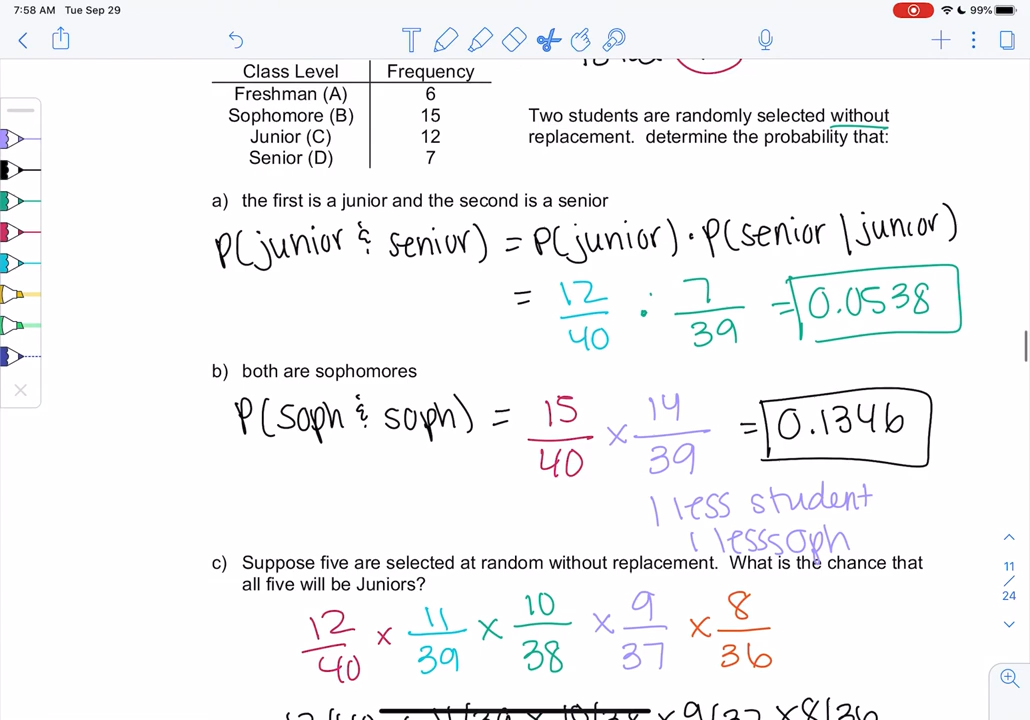 7:58 AM Tue Sep 29
99%
T
Class Level Frequency
Freshman (A) 6
Sophomore (B) 15
Junior (C) 12
Senior (D) 7
Two students are randomly selected without
replacement. determine the probability that:
a) the first is a junior and the second is a senior
P(junior & senior) = P(junior) · P(senior | junior)
= 12/40 · 7/39 = 0.0538
b) both are sophomores
P(soph & soph) = 15/40 × 14/39 = 0.1346
1 less student
1 less soph
c) Suppose five are selected at random without replacement. What is the chance that
all five will be Juniors?
12/40 × 11/39 × 10/38 × 9/37 × 8/36
11
/
24